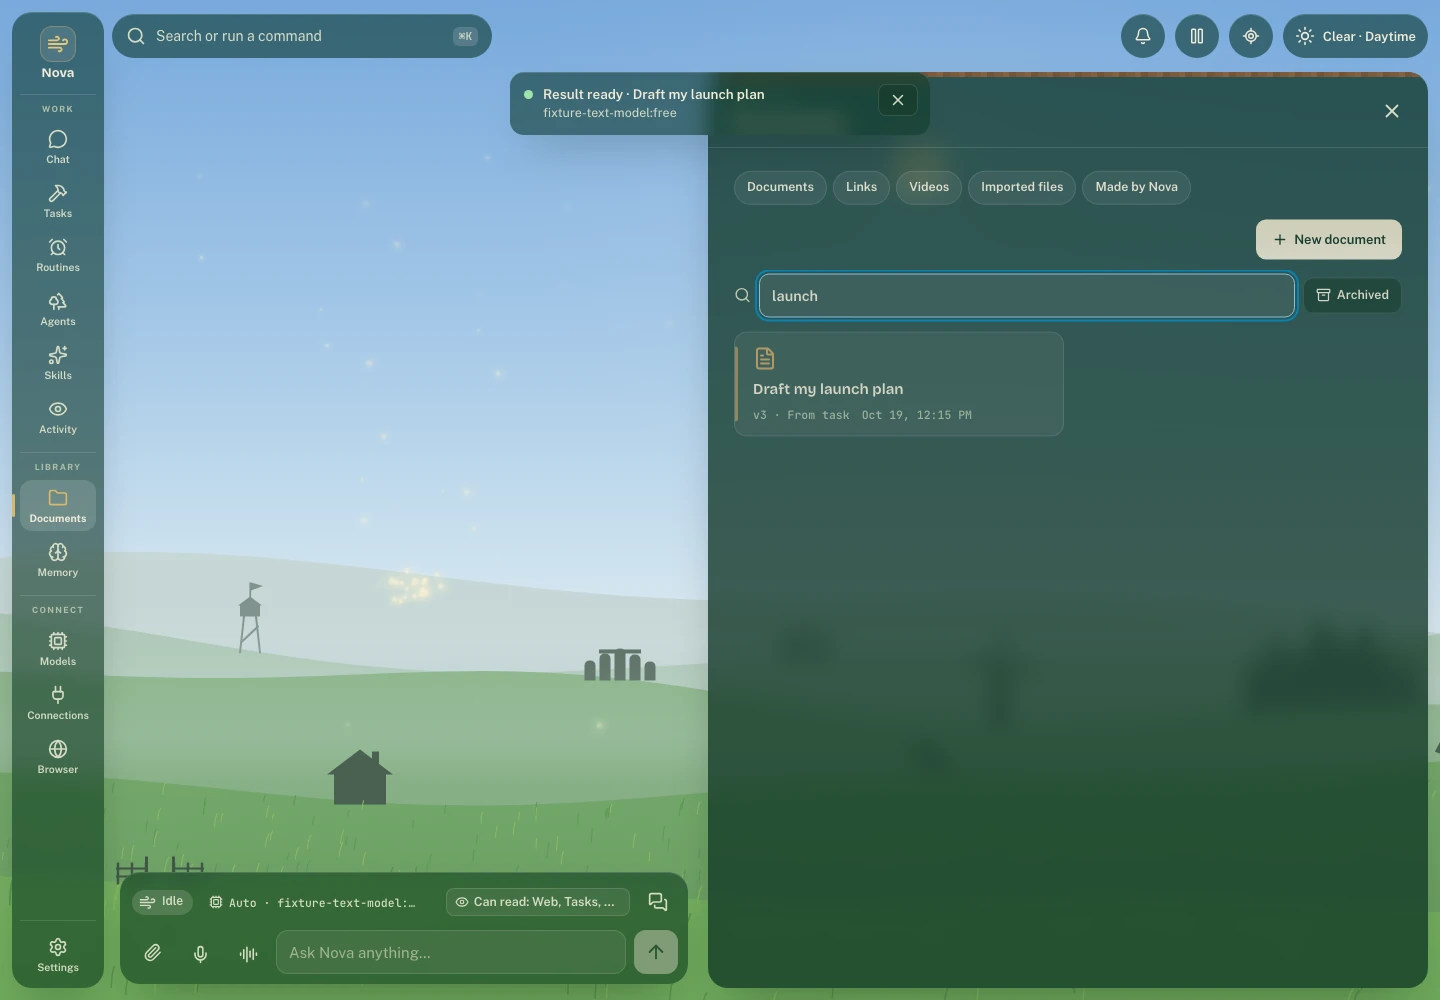 Nova
Search or run a command
⌘K
Clear · Daytime
Result ready · Draft my launch plan
fixture-text-model:free
WORK
Chat
Tasks
Routines
Agents
Skills
Activity
LIBRARY
Documents
Memory
CONNECT
Models
Connections
Browser
Settings
Documents
Links
Videos
Imported files
Made by Nova
New document
launch
Archived
Draft my launch plan
v3 · From task Oct 19, 12:15 PM
Idle
Auto · fixture-text-model:…
Can read: Web, Tasks, ...
Ask Nova anything...